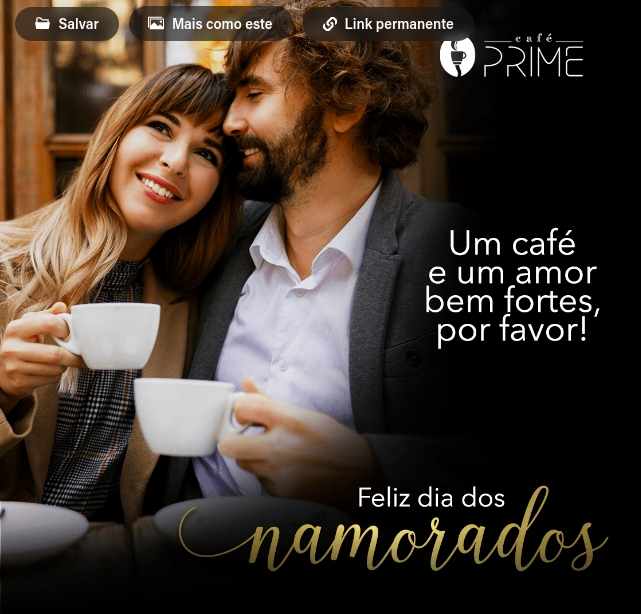 Salvar
Mais como este
Link permanente
café
PRIME
Um café
e um amor
bem fortes,
por favor!
Feliz dia dos
namorados